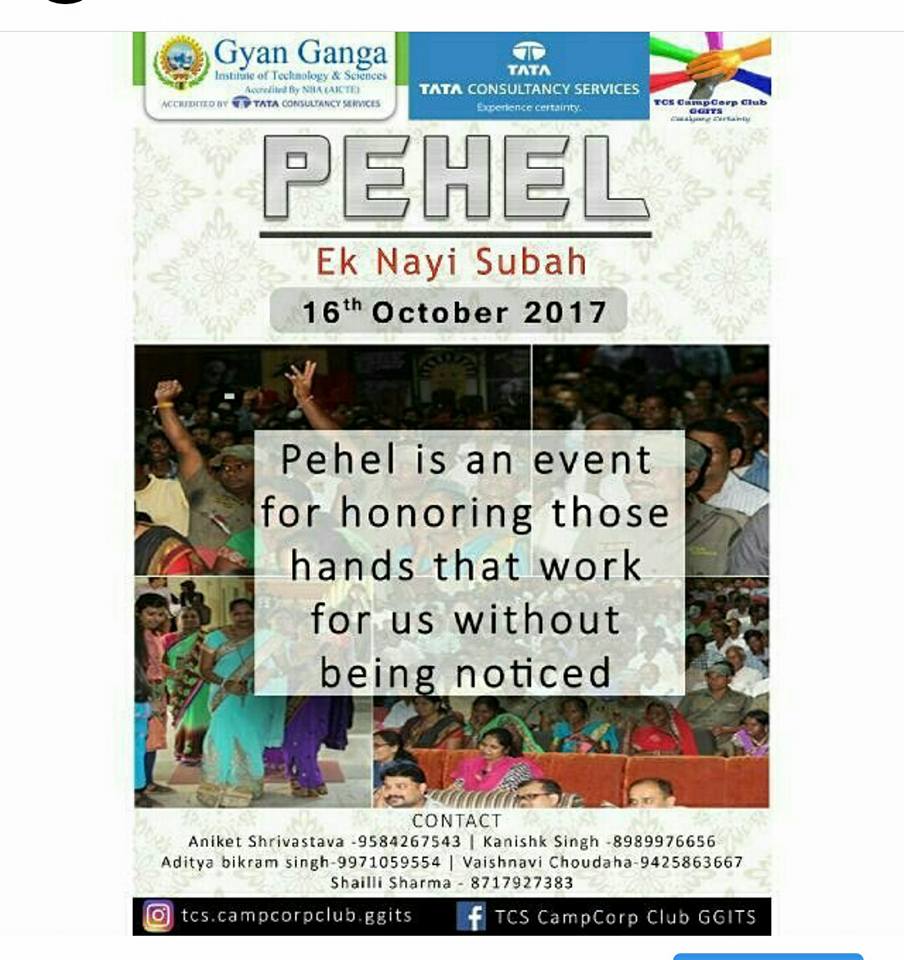 Gyan Ganga
Institute of Technology & Sciences
Accredited By NBA (AICTE)
ACCREDITED BY TATA CONSULTANCY SERVICES
TATA
TATA CONSULTANCY SERVICES
Experience certainty.
TCS CampCorp Club
GGITS
Catalysing Certainty
PEHEL
Ek Nayi Subah
16th October 2017
Pehel is an event
for honoring those
hands that work
for us without
being noticed
CONTACT
Aniket Shrivastava -9584267543 | Kanishk Singh -8989976656
Aditya bikram singh-9971059554 | Vaishnavi Choudaha-9425863667
Shailli Sharma - 8717927383
tcs.campcorpclub.ggits
TCS CampCorp Club GGITS